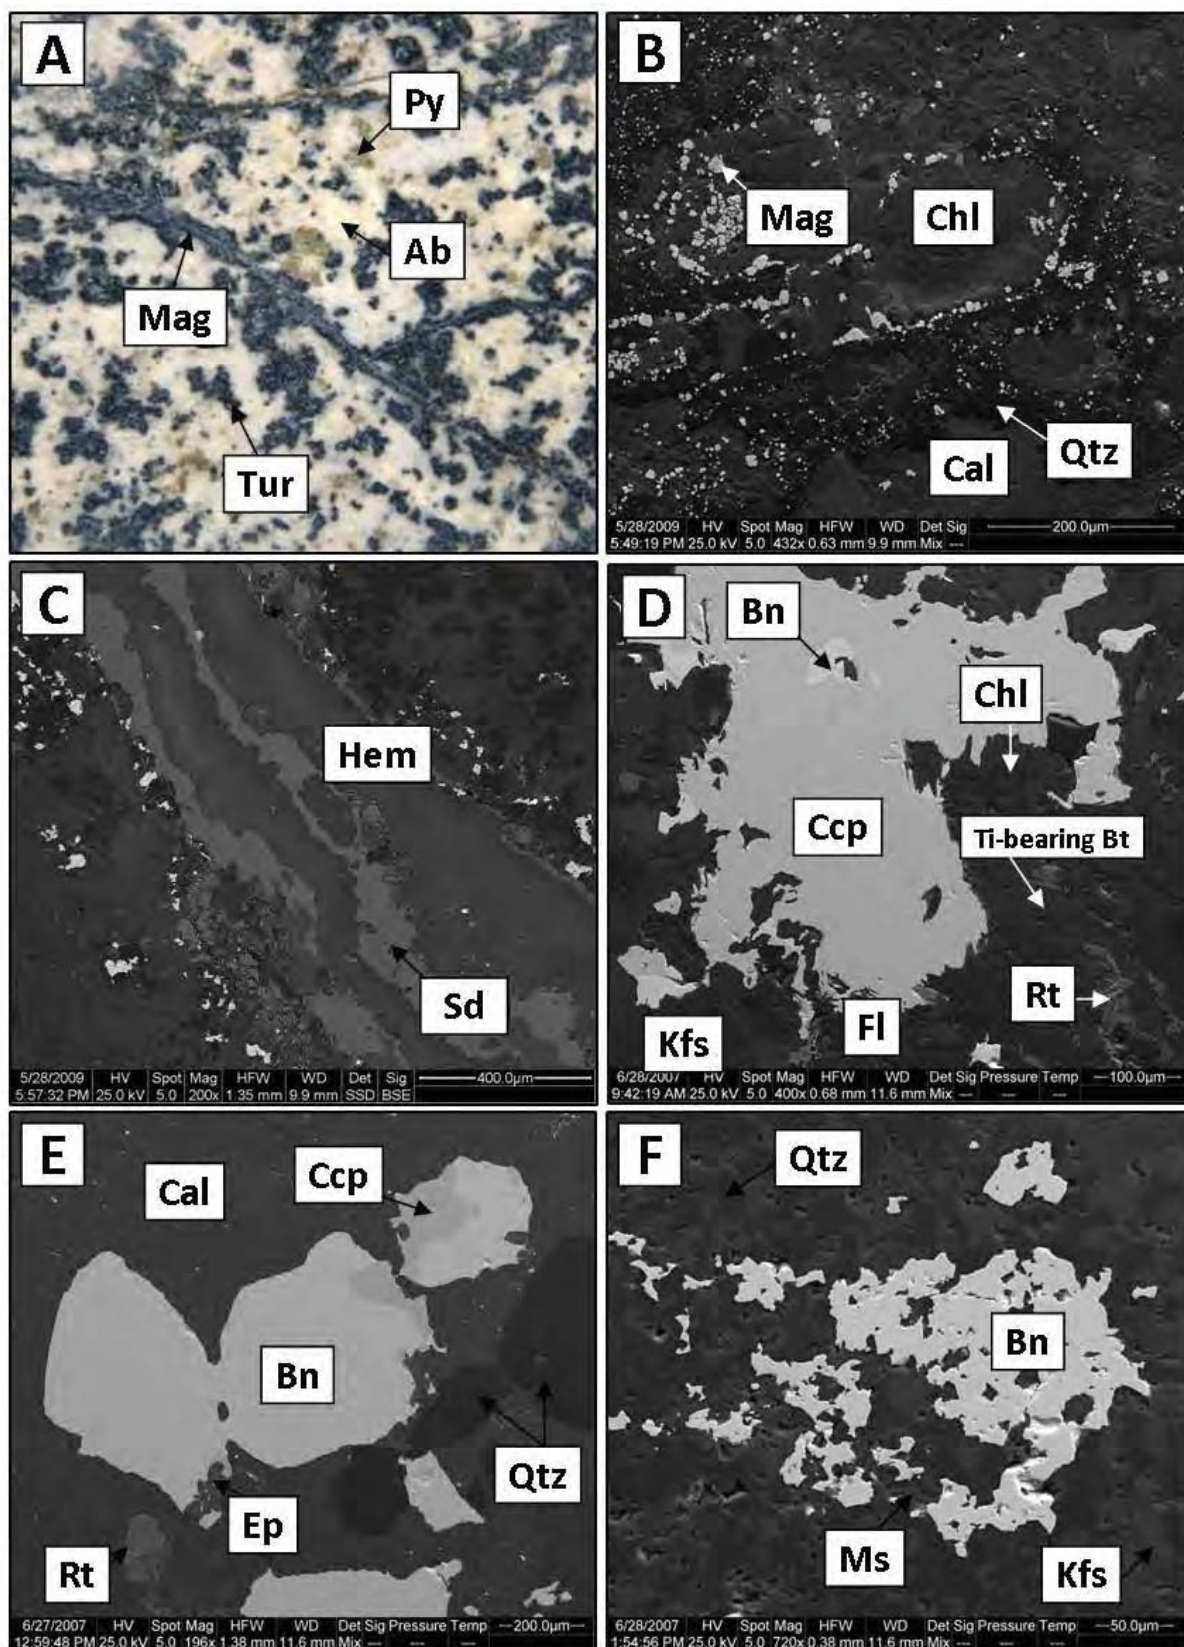 A
Py
Ab
Mag
Tur
B
Mag
Chl
Cal
Qtz
5/28/2009 HV Spot Mag HFW WD Det Sig 200.0µm
5:49:19 PM 25.0 kV 5.0 432x 0.63 mm 9.9 mm Mix ---
C
Hem
Sd
5/28/2009 HV Spot Mag HFW WD Det Sig 400.0µm
5:57:32 PM 25.0 kV 5.0 200x 1.35 mm 9.9 mm SSD BSE
D
Bn
Chl
Ccp
Ti-bearing Bt
Rt
Fl
Kfs
6/28/2007 HV Spot Mag HFW WD Det Sig Pressure Temp 100.0µm
9:42:19 AM 25.0 kV 5.0 400x 0.68 mm 11.6 mm Mix --- --- ---
E
Ccp
Cal
Bn
Qtz
Ep
Rt
6/27/2007 HV Spot Mag HFW WD Det Sig Pressure Temp 200.0µm
12:59:48 PM 25.0 kV 5.0 196x 1.38 mm 11.6 mm Mix --- --- ---
F
Qtz
Bn
Ms
Kfs
6/28/2007 HV Spot Mag HFW WD Det Sig Pressure Temp 50.0µm
1:54:56 PM 25.0 kV 5.0 720x 0.38 mm 11.6 mm Mix --- --- ---